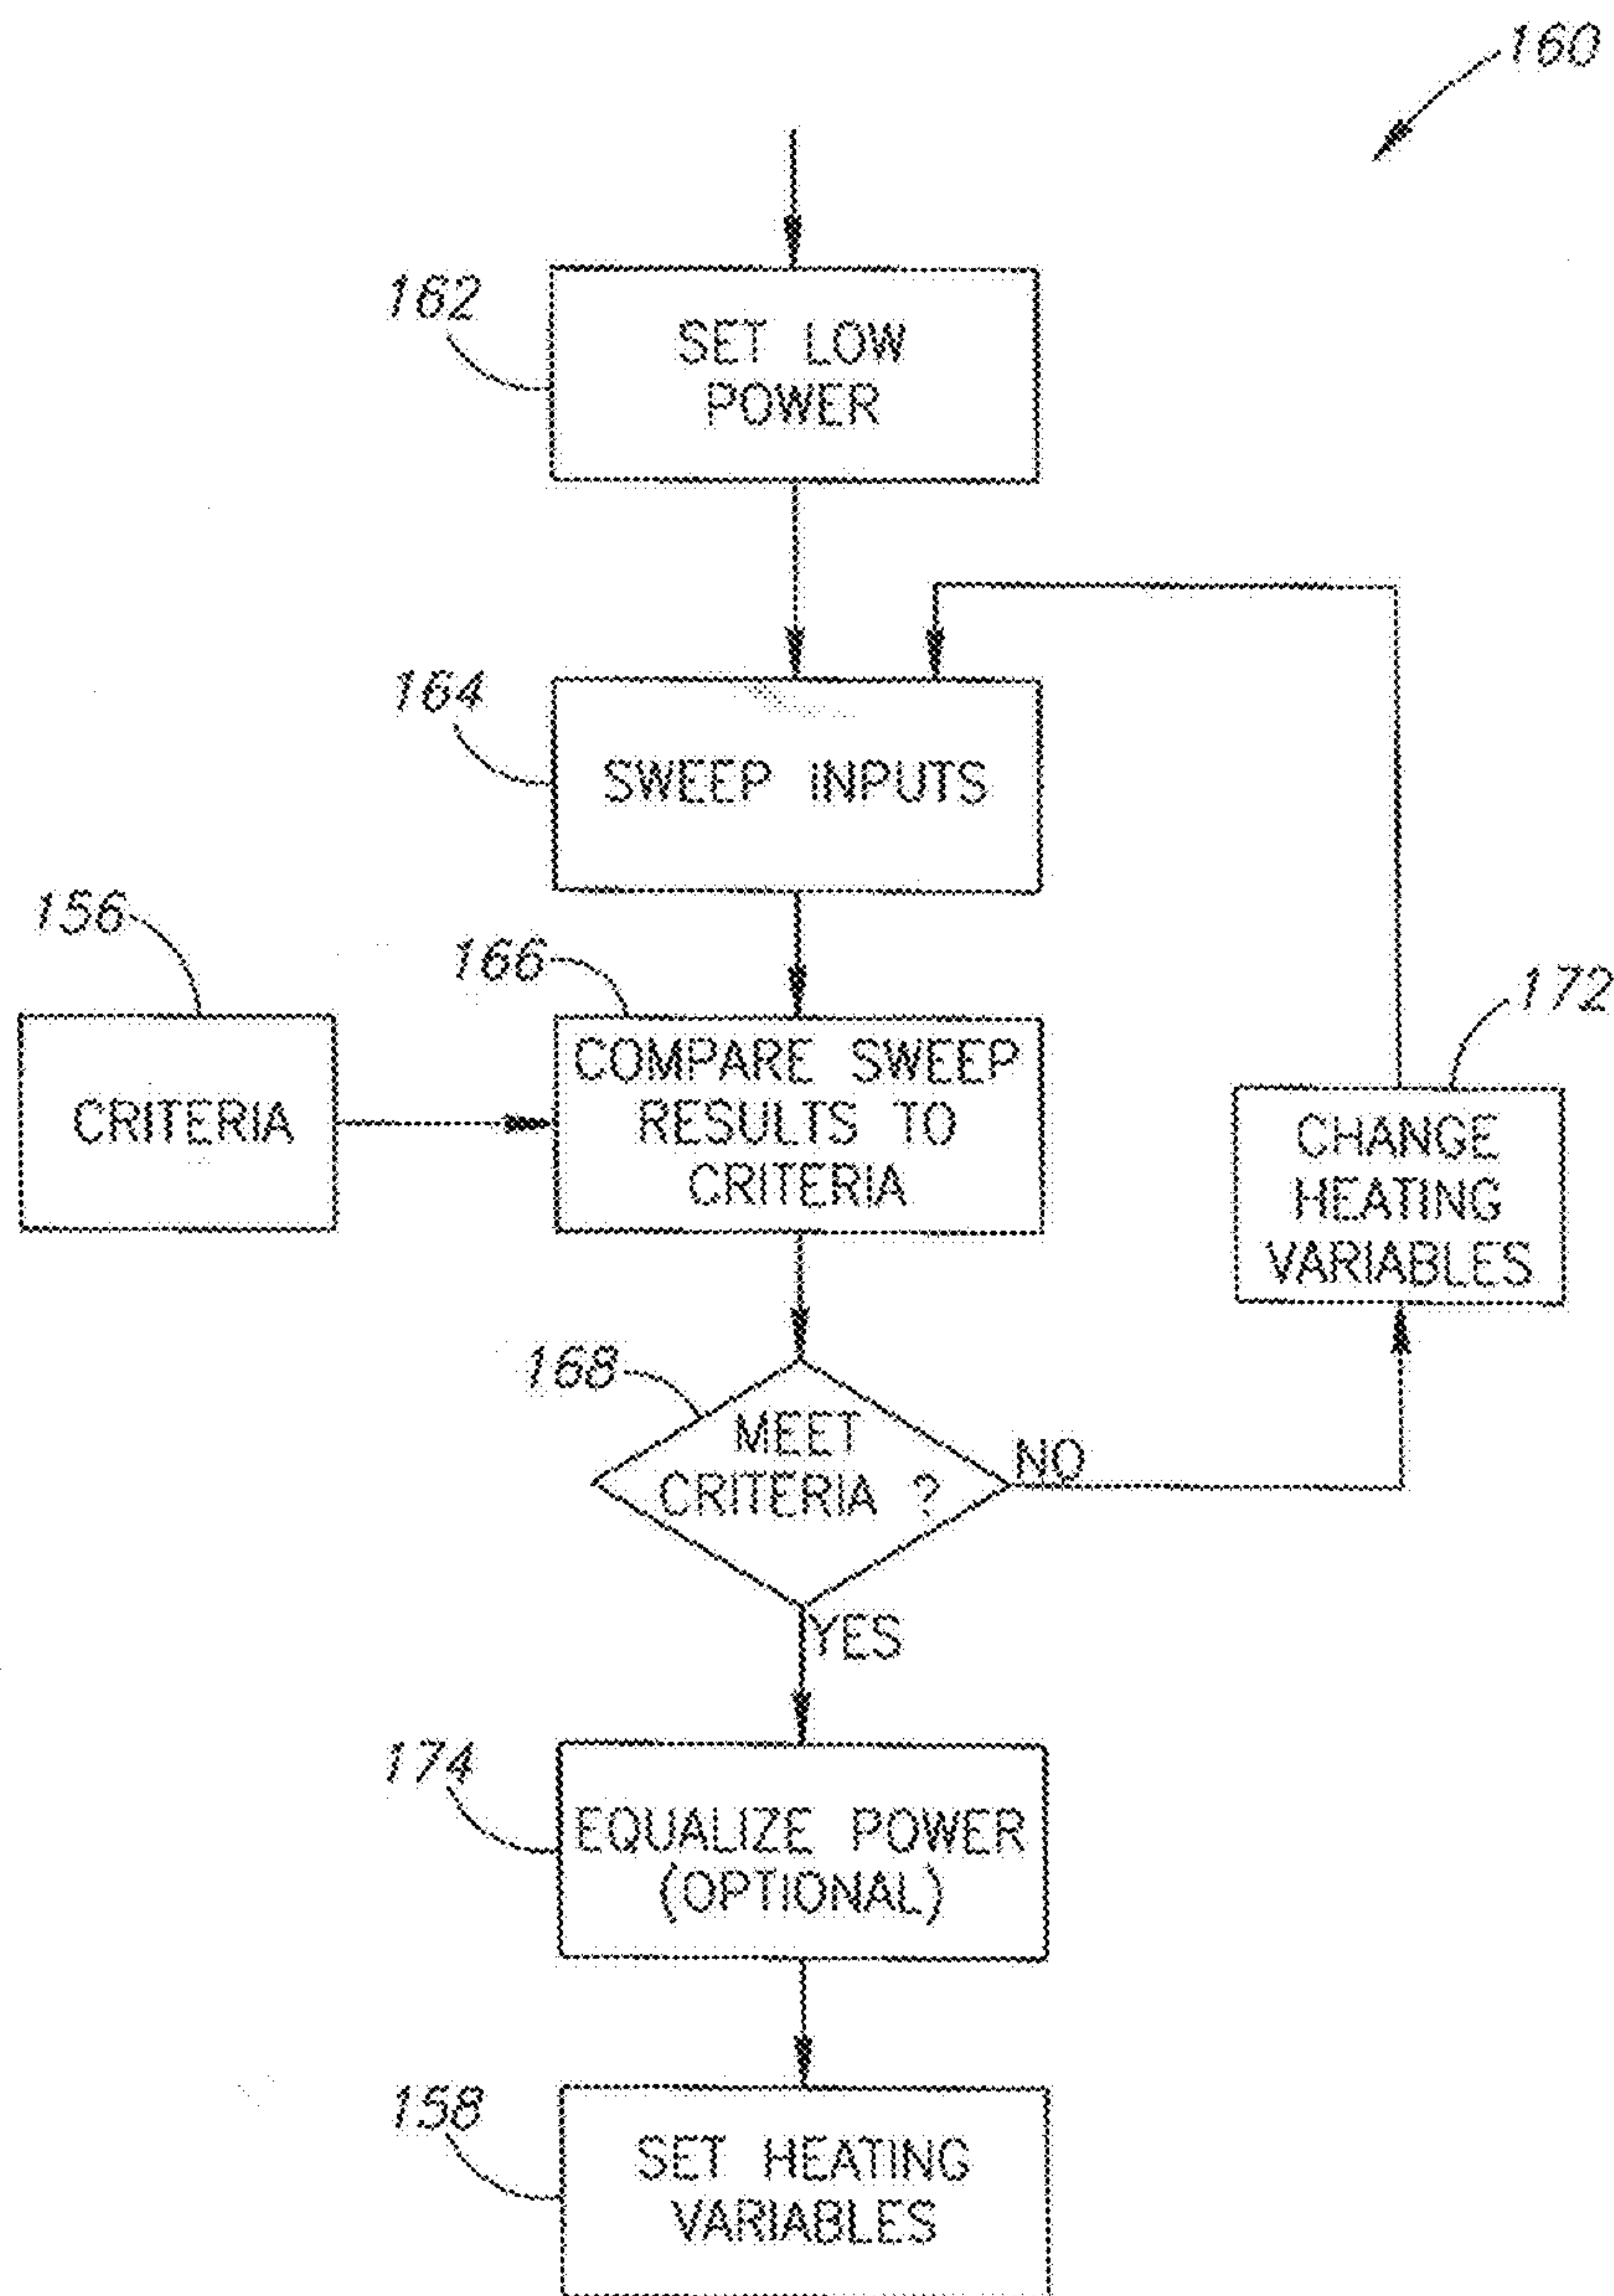 160
162
SET LOW
POWER
164
SWEEP INPUTS
156
CRITERIA
166
COMPARE SWEEP
RESULTS TO
CRITERIA
172
CHANGE
HEATING
VARIABLES
168
MEET
CRITERIA ?
NO
YES
174
EQUALIZE POWER
(OPTIONAL)
158
SET HEATING
VARIABLES